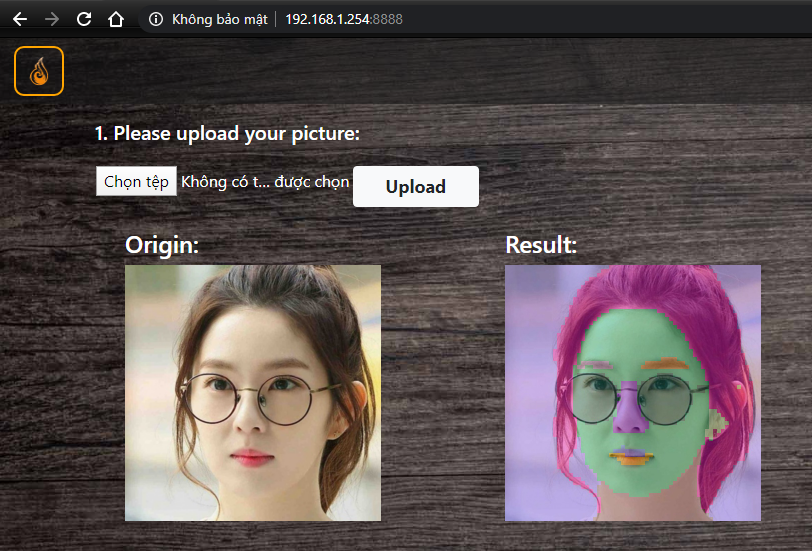 Không bảo mật 192.168.1.254:8888
1. Please upload your picture:
Chọn tệp Không có t... được chọn Upload
Origin: Result: